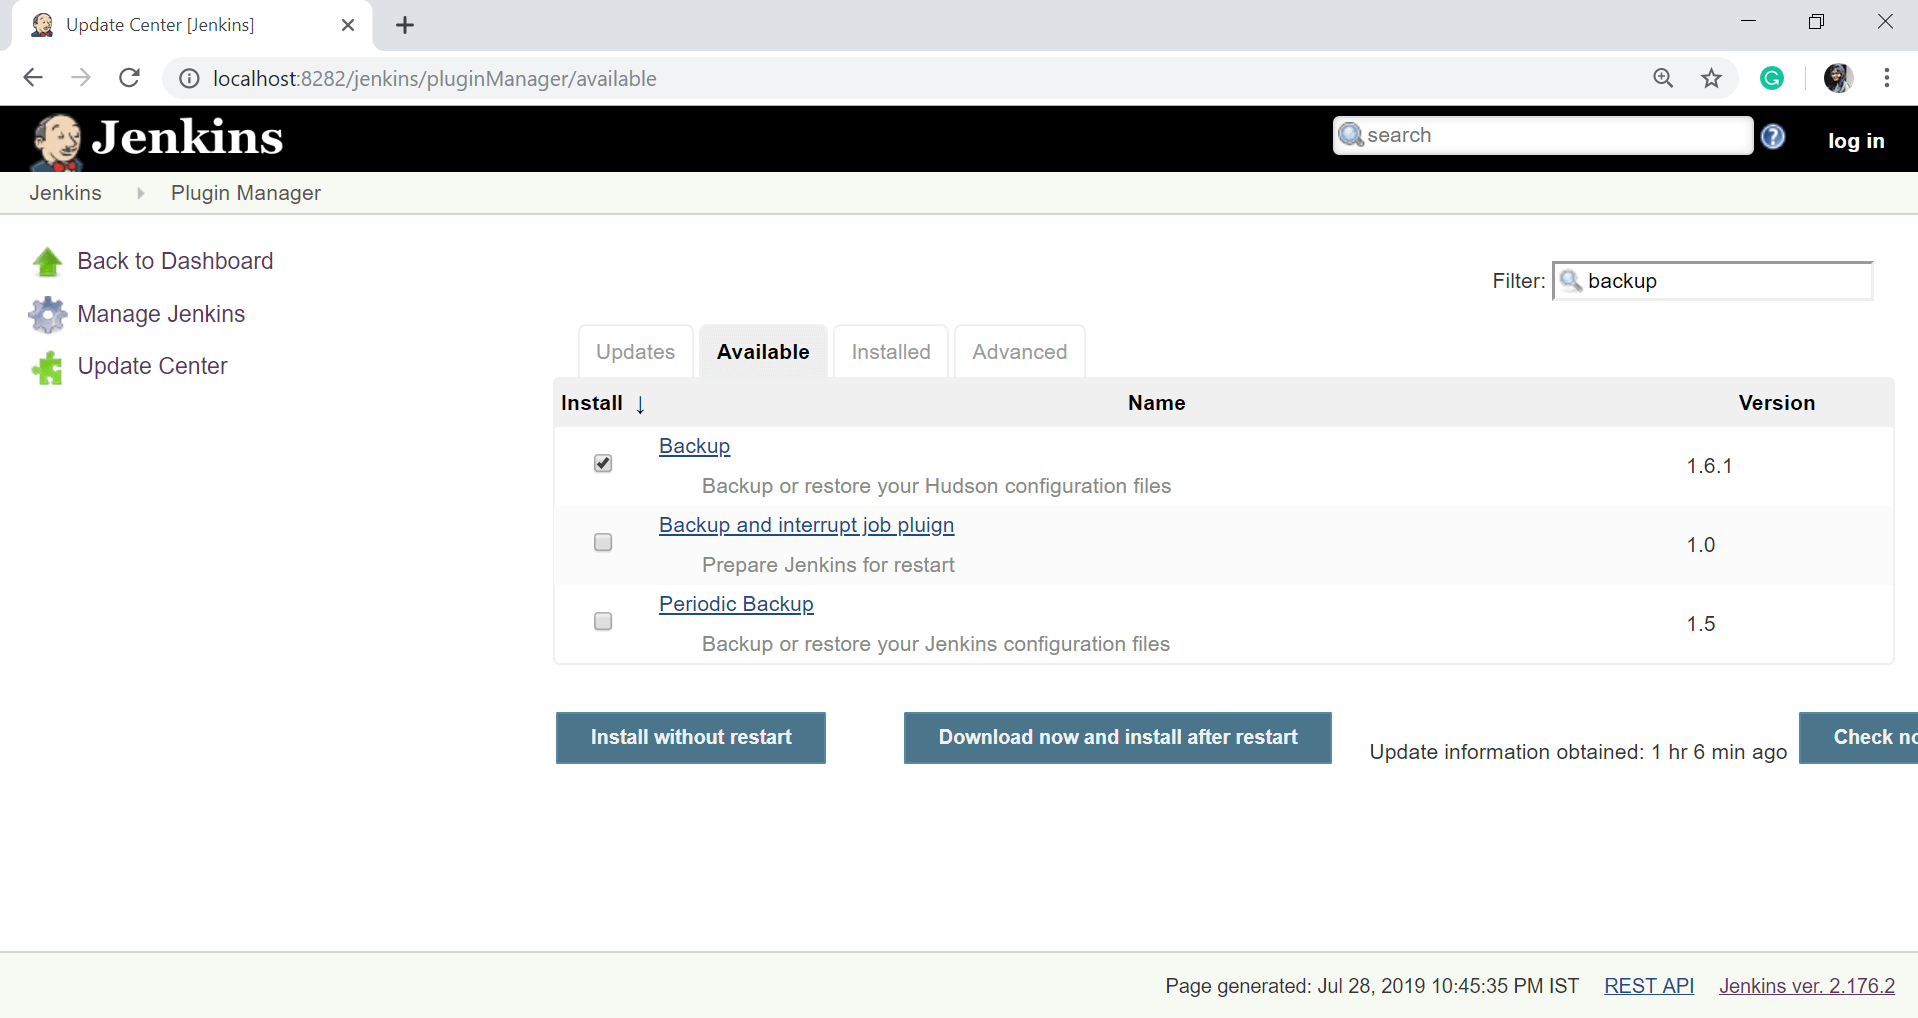 Update Center [Jenkins]
localhost:8282/jenkins/pluginManager/available
Jenkins
search
log in
Jenkins
Plugin Manager
Back to Dashboard
Manage Jenkins
Update Center
Filter: backup
Updates
Available
Installed
Advanced
Install ↓ Name Version
Backup
Backup or restore your Hudson configuration files
1.6.1
Backup and interrupt job pluign
Prepare Jenkins for restart
1.0
Periodic Backup
Backup or restore your Jenkins configuration files
1.5
Install without restart
Download now and install after restart
Update information obtained: 1 hr 6 min ago
Check
Page generated: Jul 28, 2019 10:45:35 PM IST REST API Jenkins ver. 2.176.2